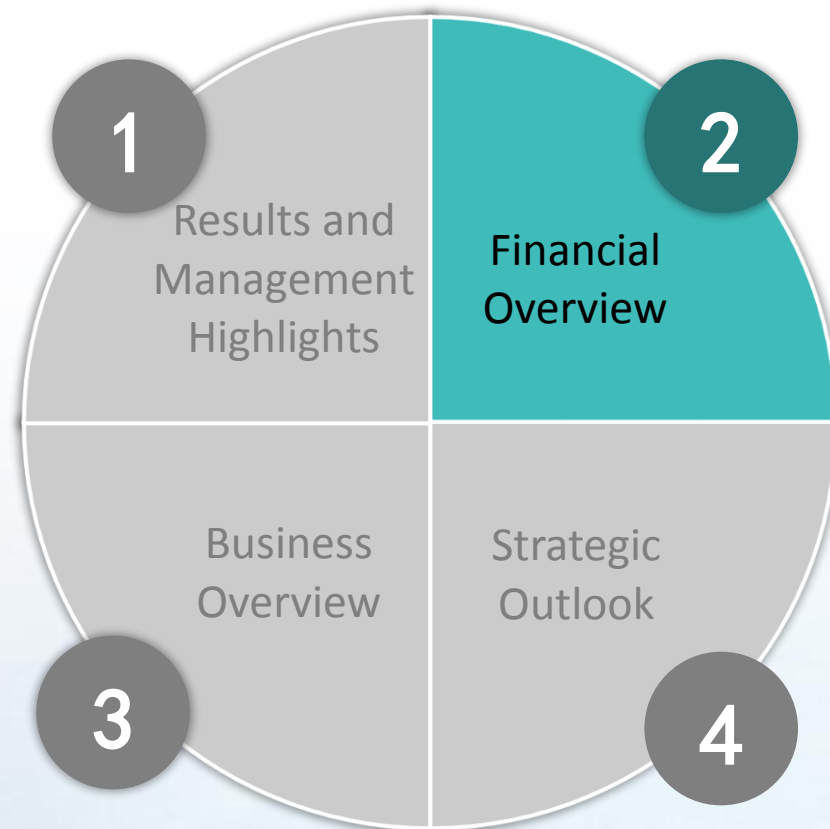 1
Results and
Management
Highlights
2
Financial
Overview
3
Business
Overview
4
Strategic
Outlook